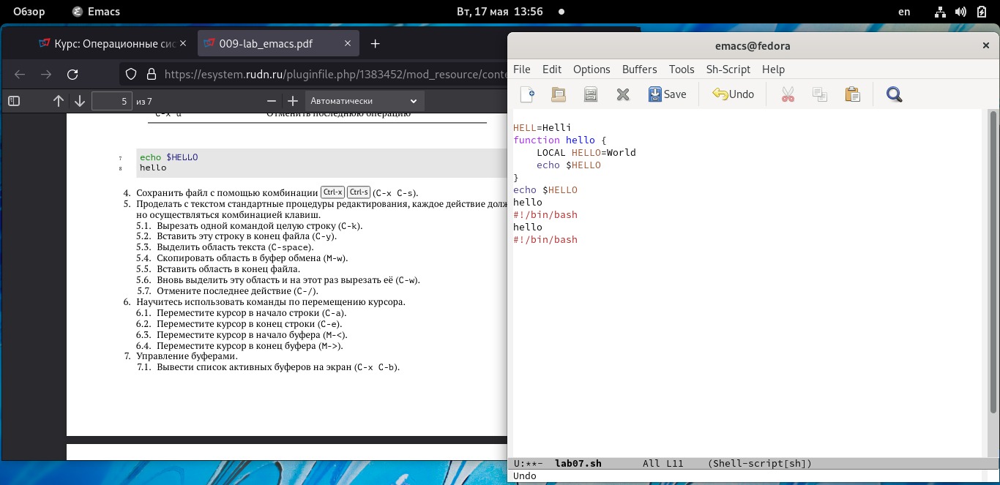 Обзор Emacs Вт, 17 мая 13:56 en
Курс: Операционные сис 009-lab_emacs.pdf
https://esystem.rudn.ru/pluginfile.php/1383452/mod_resource/conte
5 из 7 Автоматически
C-x u Отменить последнюю операцию
7 echo $HELLO
8 hello
4. Сохранить файл с помощью комбинации Ctrl-x Ctrl-s (C-x C-s).
5. Проделать с текстом стандартные процедуры редактирования, каждое действие долж
но осуществляться комбинацией клавиш.
5.1. Вырезать одной командой целую строку (C-k).
5.2. Вставить эту строку в конец файла (C-y).
5.3. Выделить область текста (C-space).
5.4. Скопировать область в буфер обмена (M-w).
5.5. Вставить область в конец файла.
5.6. Вновь выделить эту область и на этот раз вырезать её (C-w).
5.7. Отмените последнее действие (C-/).
6. Научитесь использовать команды по перемещению курсора.
6.1. Переместите курсор в начало строки (C-a).
6.2. Переместите курсор в конец строки (C-e).
6.3. Переместите курсор в начало буфера (M-<).
6.4. Переместите курсор в конец буфера (M->).
7. Управление буферами.
7.1. Вывести список активных буферов на экран (C-x C-b).
emacs@fedora
File Edit Options Buffers Tools Sh-Script Help
Save Undo
HELL=Helli
function hello {
    LOCAL HELLO=World
    echo $HELLO
}
echo $HELLO
hello
#!/bin/bash
hello
#!/bin/bash
U:**- lab07.sh All L11 (Shell-script[sh])
Undo